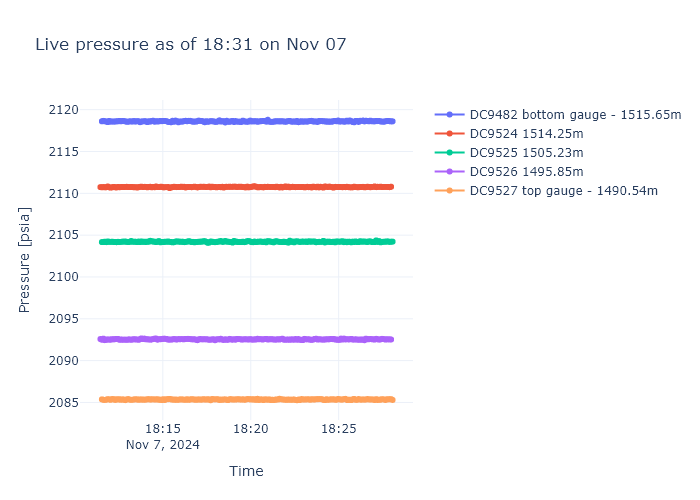 Live pressure as of 18:31 on Nov 07
DC9482 bottom gauge - 1515.65m
DC9524 1514.25m
DC9525 1505.23m
DC9526 1495.85m
DC9527 top gauge - 1490.54m
Pressure [psia]
2120
2115
2110
2105
2100
2095
2090
2085
18:15
Nov 7, 2024
18:20
18:25
Time